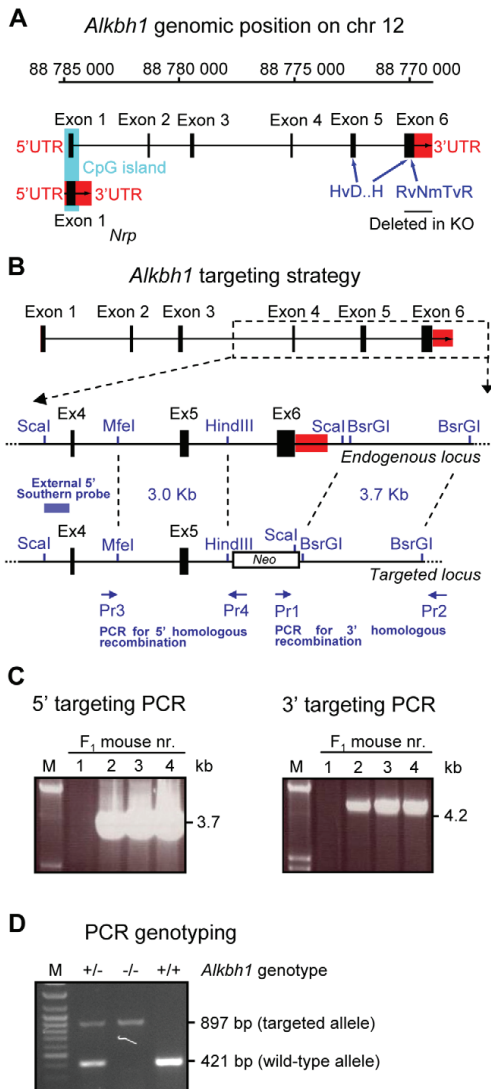 A
Alkbh1 genomic position on chr 12
88 785 000 88 780 000 88 775 000 88 770 000
Exon 1 Exon 2 Exon 3 Exon 4 Exon 5 Exon 6
5'UTR 3'UTR
CpG island
5'UTR 3'UTR
HvD..H RvNmTvR
Exon 1
Nrp
Deleted in KO
B
Alkbh1 targeting strategy
Exon 1 Exon 2 Exon 3 Exon 4 Exon 5 Exon 6
ScaI Ex4 MfeI Ex5 HindIII Ex6 ScaI BsrGI BsrGI
Endogenous locus
External 5'
Southern probe
3.0 Kb 3.7 Kb
ScaI Ex4 MfeI Ex5 HindIII Neo ScaI BsrGI BsrGI
Targeted locus
Pr3 Pr4 Pr1 Pr2
PCR for 5' homologous
recombination
PCR for 3' homologous
recombination
C
5' targeting PCR
F1 mouse nr.
M 1 2 3 4 kb
3.7
3' targeting PCR
F1 mouse nr.
M 1 2 3 4 kb
4.2
D
PCR genotyping
M +/- -/- +/+ Alkbh1 genotype
897 bp (targeted allele)
421 bp (wild-type allele)